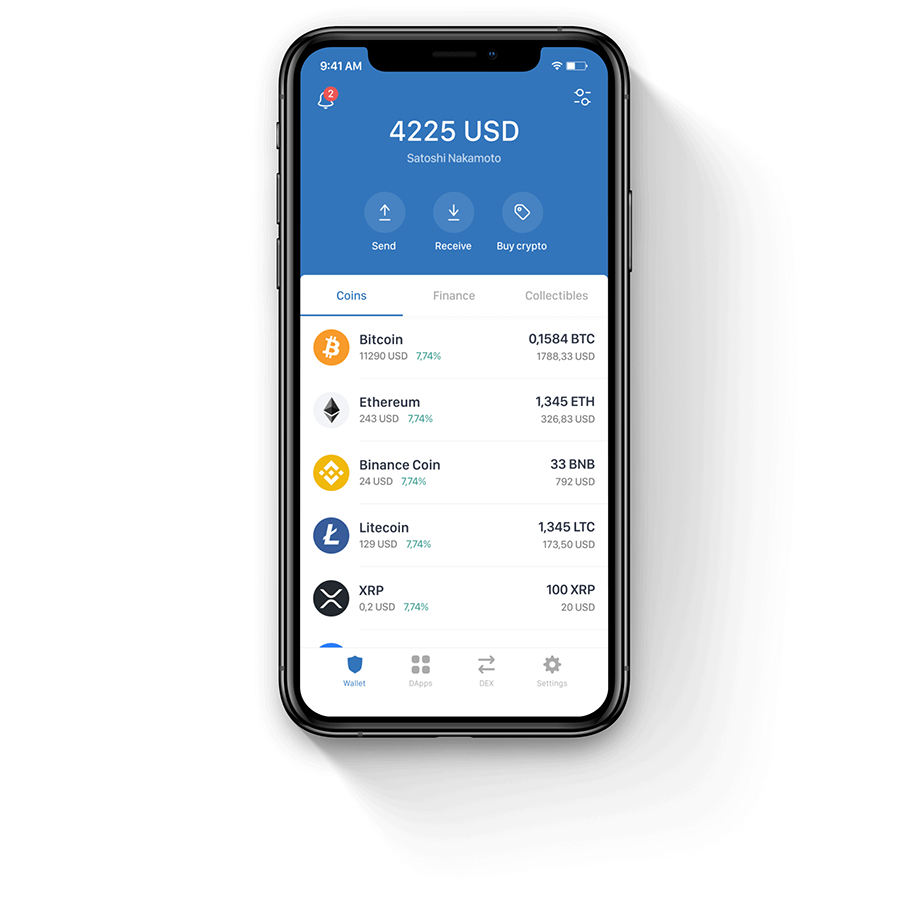 9:41 AM
2
4225 USD
Satoshi Nakamoto
Send Receive Buy crypto
Coins Finance Collectibles
Bitcoin 0,1584 BTC
11290 USD 7,74% 1788,33 USD
Ethereum 1,345 ETH
243 USD 7,74% 326,83 USD
Binance Coin 33 BNB
24 USD 7,74% 792 USD
Litecoin 1,345 LTC
129 USD 7,74% 173,50 USD
XRP 100 XRP
0,2 USD 7,74% 20 USD
Wallet DApps DEX Settings